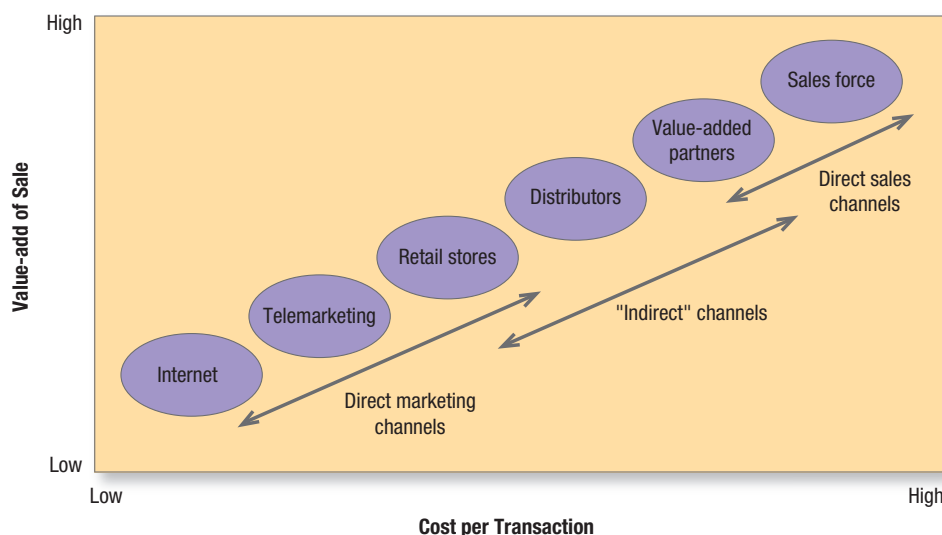 High
Sales force
Value-added
partners
Direct sales
channels
Distributors
Retail stores
"Indirect" channels
Telemarketing
Internet
Direct marketing
channels
Value-add of Sale
Low
Low
High
Cost per Transaction